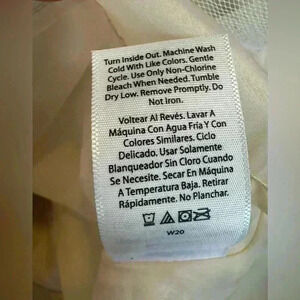 Turn Inside Out. Machine Wash
Cold With Like Colors. Gentle
Cycle. Use Only Non-Chlorine
Bleach When Needed. Tumble
Dry Low. Remove Promptly. Do
Not Iron.
Voltear Al Revés. Lavar A
Máquina Con Agua Fría Y Con
Colores Similares. Ciclo
Delicado. Usar Solamente
Blanqueador Sin Cloro Cuando
Se Necesite. Secar En Máquina
A Temperatura Baja. Retirar
Rápidamente. No Planchar.
W20